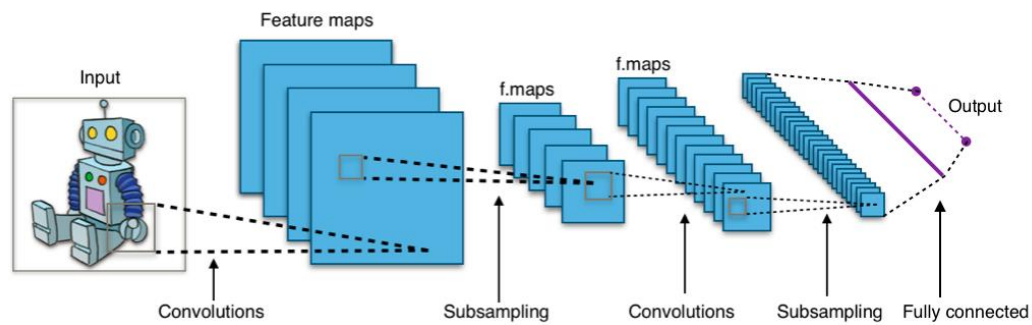 Feature maps
Input
f.maps
f.maps
Output
Convolutions
Subsampling
Convolutions
Subsampling
Fully connected